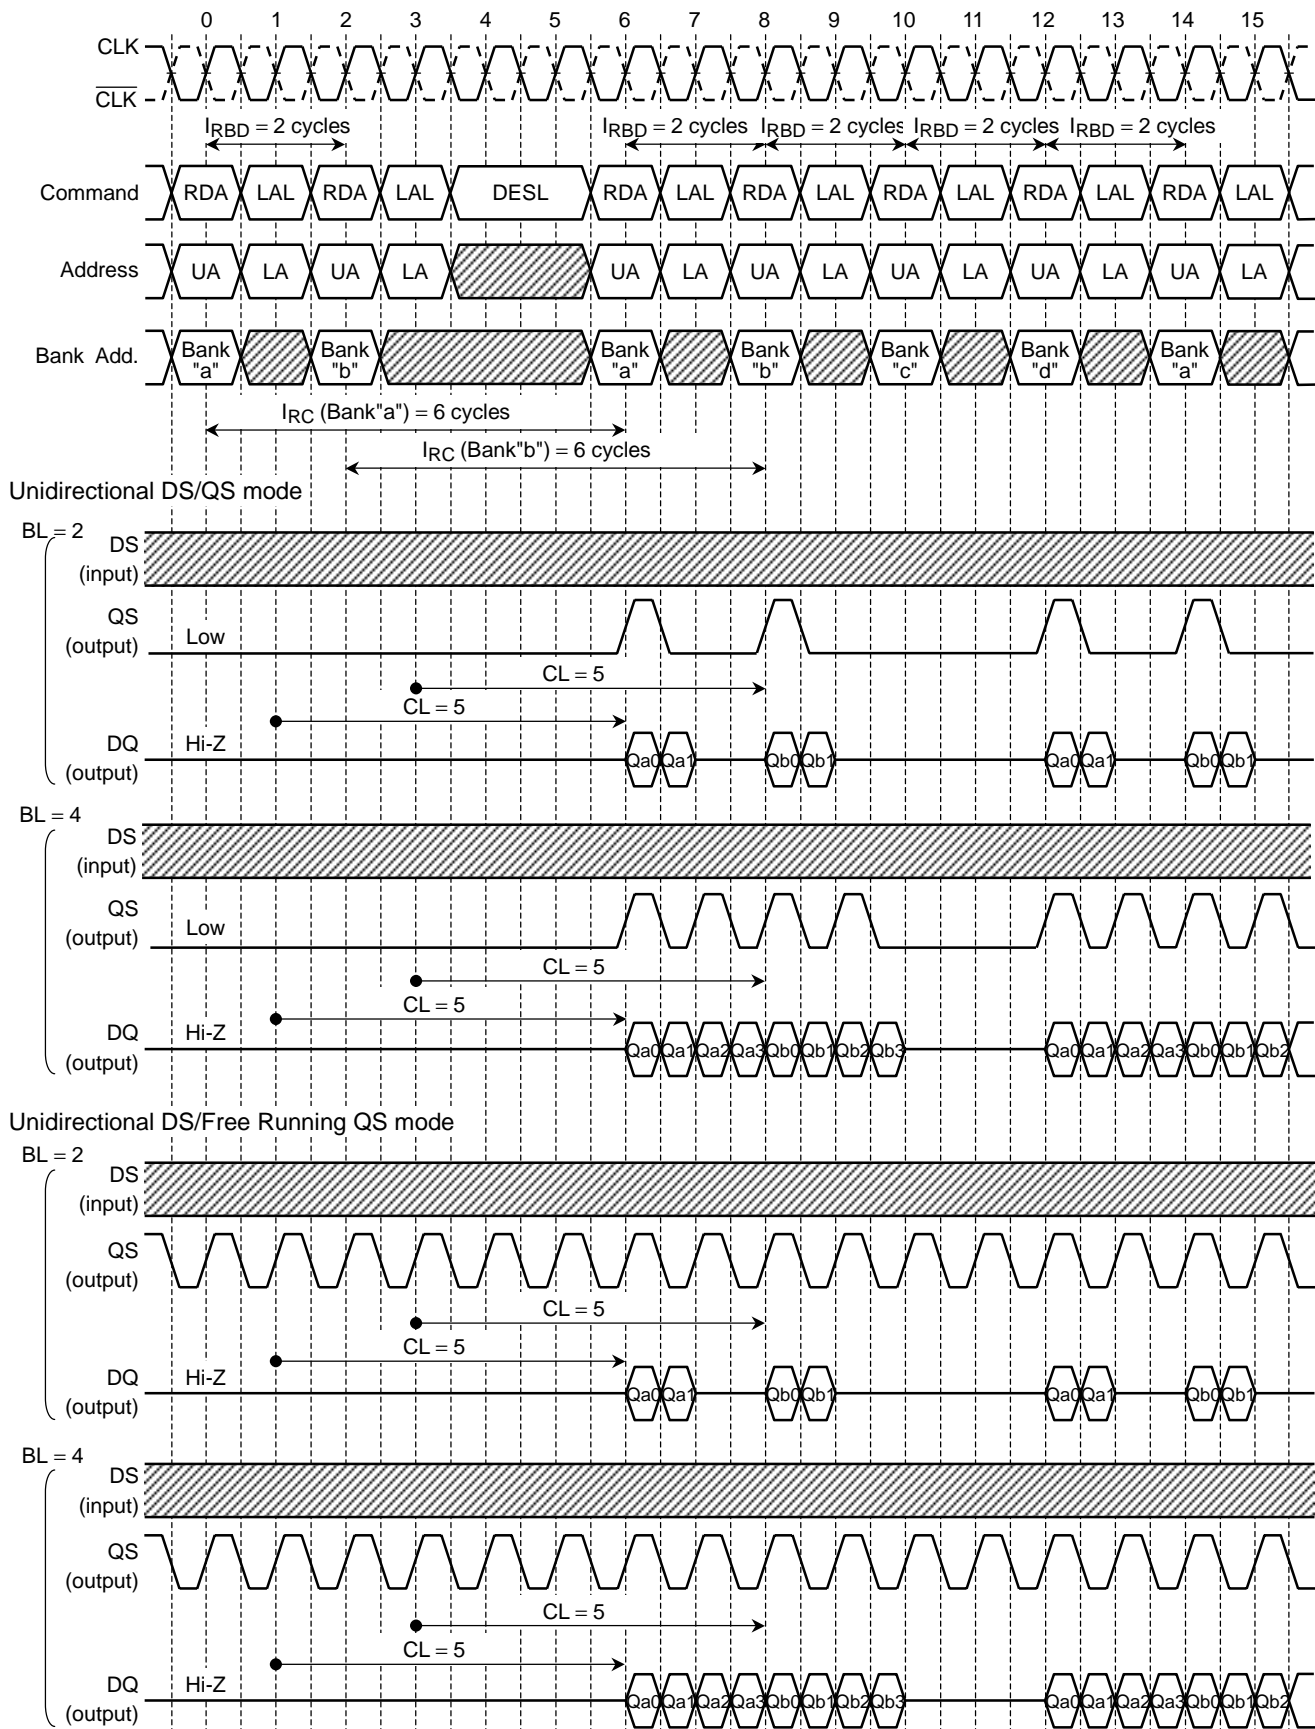 0 1 2 3 4 5 6 7 8 9 10 11 12 13 14 15
CLK
CLK
IRBD = 2 cycles IRBD = 2 cycles IRBD = 2 cycles IRBD = 2 cycles IRBD = 2 cycles
Command RDA LAL RDA LAL DESL RDA LAL RDA LAL RDA LAL RDA LAL RDA LAL
Address UA LA UA LA UA LA UA LA UA LA UA LA UA LA
Bank Add. Bank "a" Bank "b" Bank "a" Bank "b" Bank "c" Bank "d" Bank "a"
IRC (Bank"a") = 6 cycles
IRC (Bank"b") = 6 cycles
Unidirectional DS/QS mode
BL = 2
DS
(input)
QS
(output) Low
CL = 5
CL = 5
DQ Hi-Z
(output) Qa0 Qa1 Qb0 Qb1 Qa0 Qa1 Qb0 Qb1
BL = 4
DS
(input)
QS
(output) Low
CL = 5
CL = 5
DQ Hi-Z
(output) Qa0 Qa1 Qa2 Qa3 Qb0 Qb1 Qb2 Qb3 Qa0 Qa1 Qa2 Qa3 Qb0 Qb1 Qb2
Unidirectional DS/Free Running QS mode
BL = 2
DS
(input)
QS
(output)
CL = 5
CL = 5
DQ Hi-Z
(output) Qa0 Qa1 Qb0 Qb1 Qa0 Qa1 Qb0 Qb1
BL = 4
DS
(input)
QS
(output)
CL = 5
CL = 5
DQ Hi-Z
(output) Qa0 Qa1 Qa2 Qa3 Qb0 Qb1 Qb2 Qb3 Qa0 Qa1 Qa2 Qa3 Qb0 Qb1 Qb2